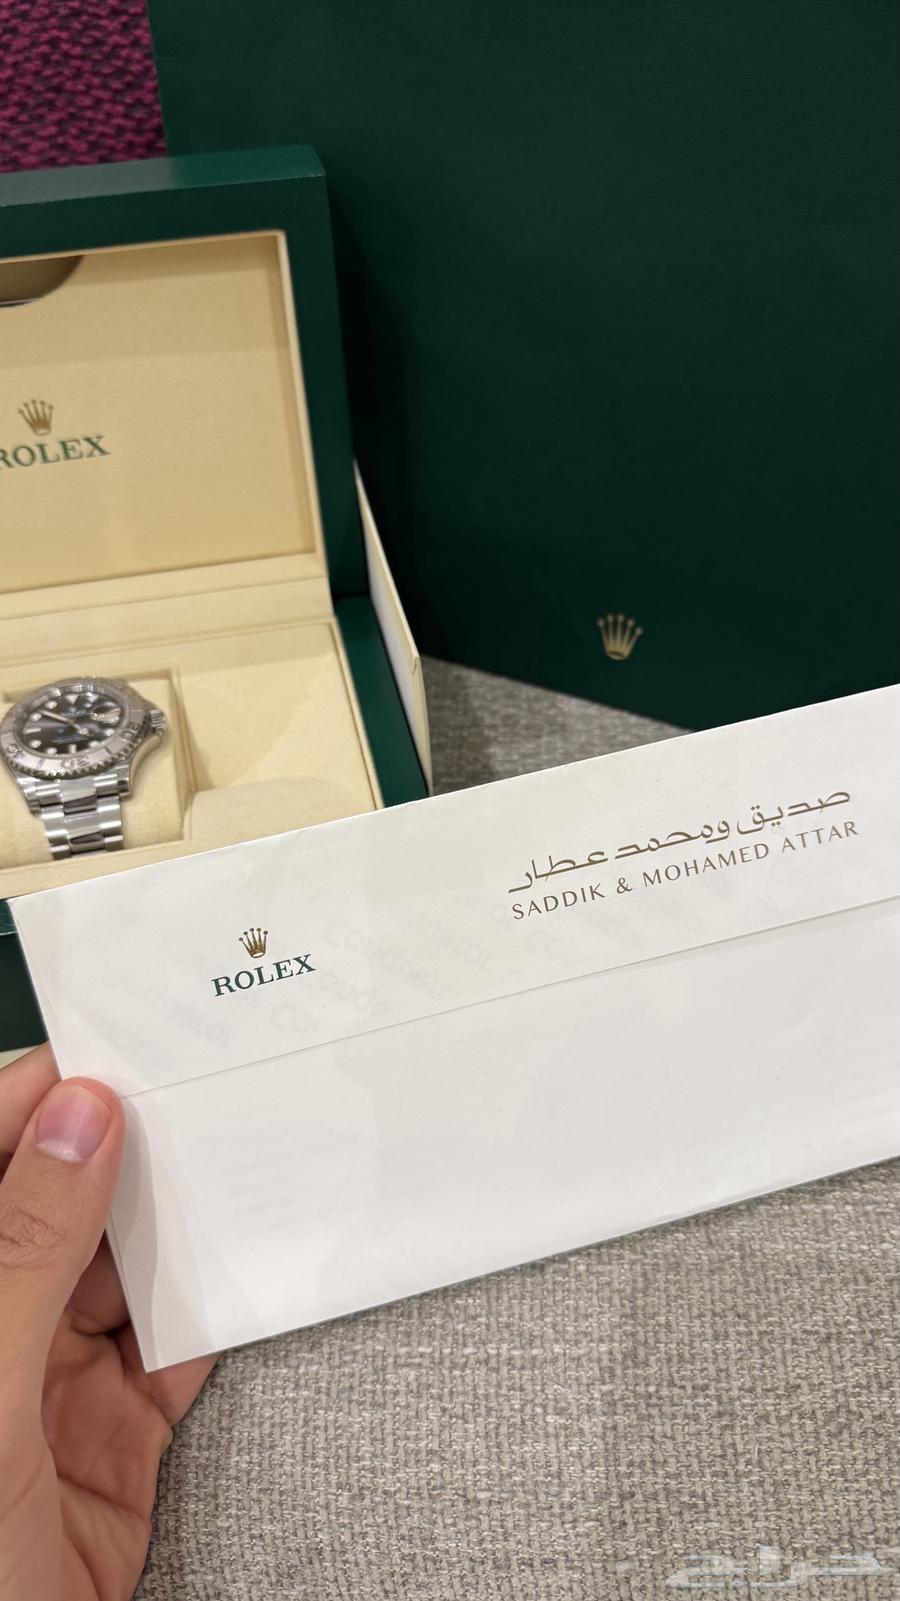 ROLEX
صديق ومحمد عطار
SADDIK & MOHAMED ATTAR
ROLEX
حراج